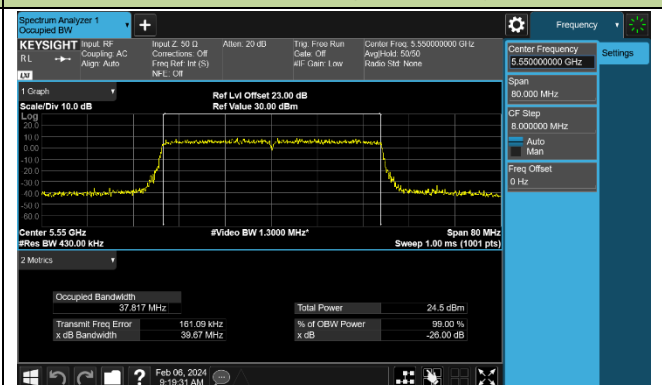 Spectrum Analyzer 1
Occupied BW
Frequency
KEYSIGHT
RL
LXI
Input: RF
Coupling: AC
Align: Auto
Input Z: 50 Ω
Corrections: Off
Freq Ref: Int (S)
NFE: Off
Atten: 20 dB
Trig: Free Run
Gate: Off
#IF Gain: Low
Center Freq: 5.550000000 GHz
Avg|Hold: 50/50
Radio Std: None
Center Frequency
5.550000000 GHz
Settings
Span
80.000 MHz
CF Step
8.000000 MHz
Auto
Man
Freq Offset
0 Hz
1 Graph
Scale/Div 10.0 dB
Ref Lvl Offset 23.00 dB
Ref Value 30.00 dBm
Log
20.0
10.0
0.00
-10.0
-20.0
-30.0
-40.0
-50.0
-60.0
Center 5.55 GHz
#Res BW 430.00 kHz
#Video BW 1.3000 MHz*
Span 80 MHz
Sweep 1.00 ms (1001 pts)
2 Metrics
Occupied Bandwidth
37.817 MHz
Total Power 24.5 dBm
Transmit Freq Error 161.09 kHz
% of OBW Power 99.00 %
x dB Bandwidth 39.67 MHz
x dB -26.00 dB
?
Feb 06, 2024
9:19:31 AM